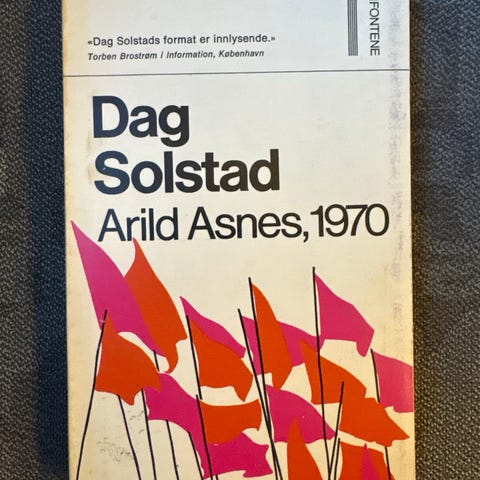 «Dag Solstads format er innlysende.»
Torben Brostrøm i Information, København
FONTENE
Dag
Solstad
Arild Asnes, 1970